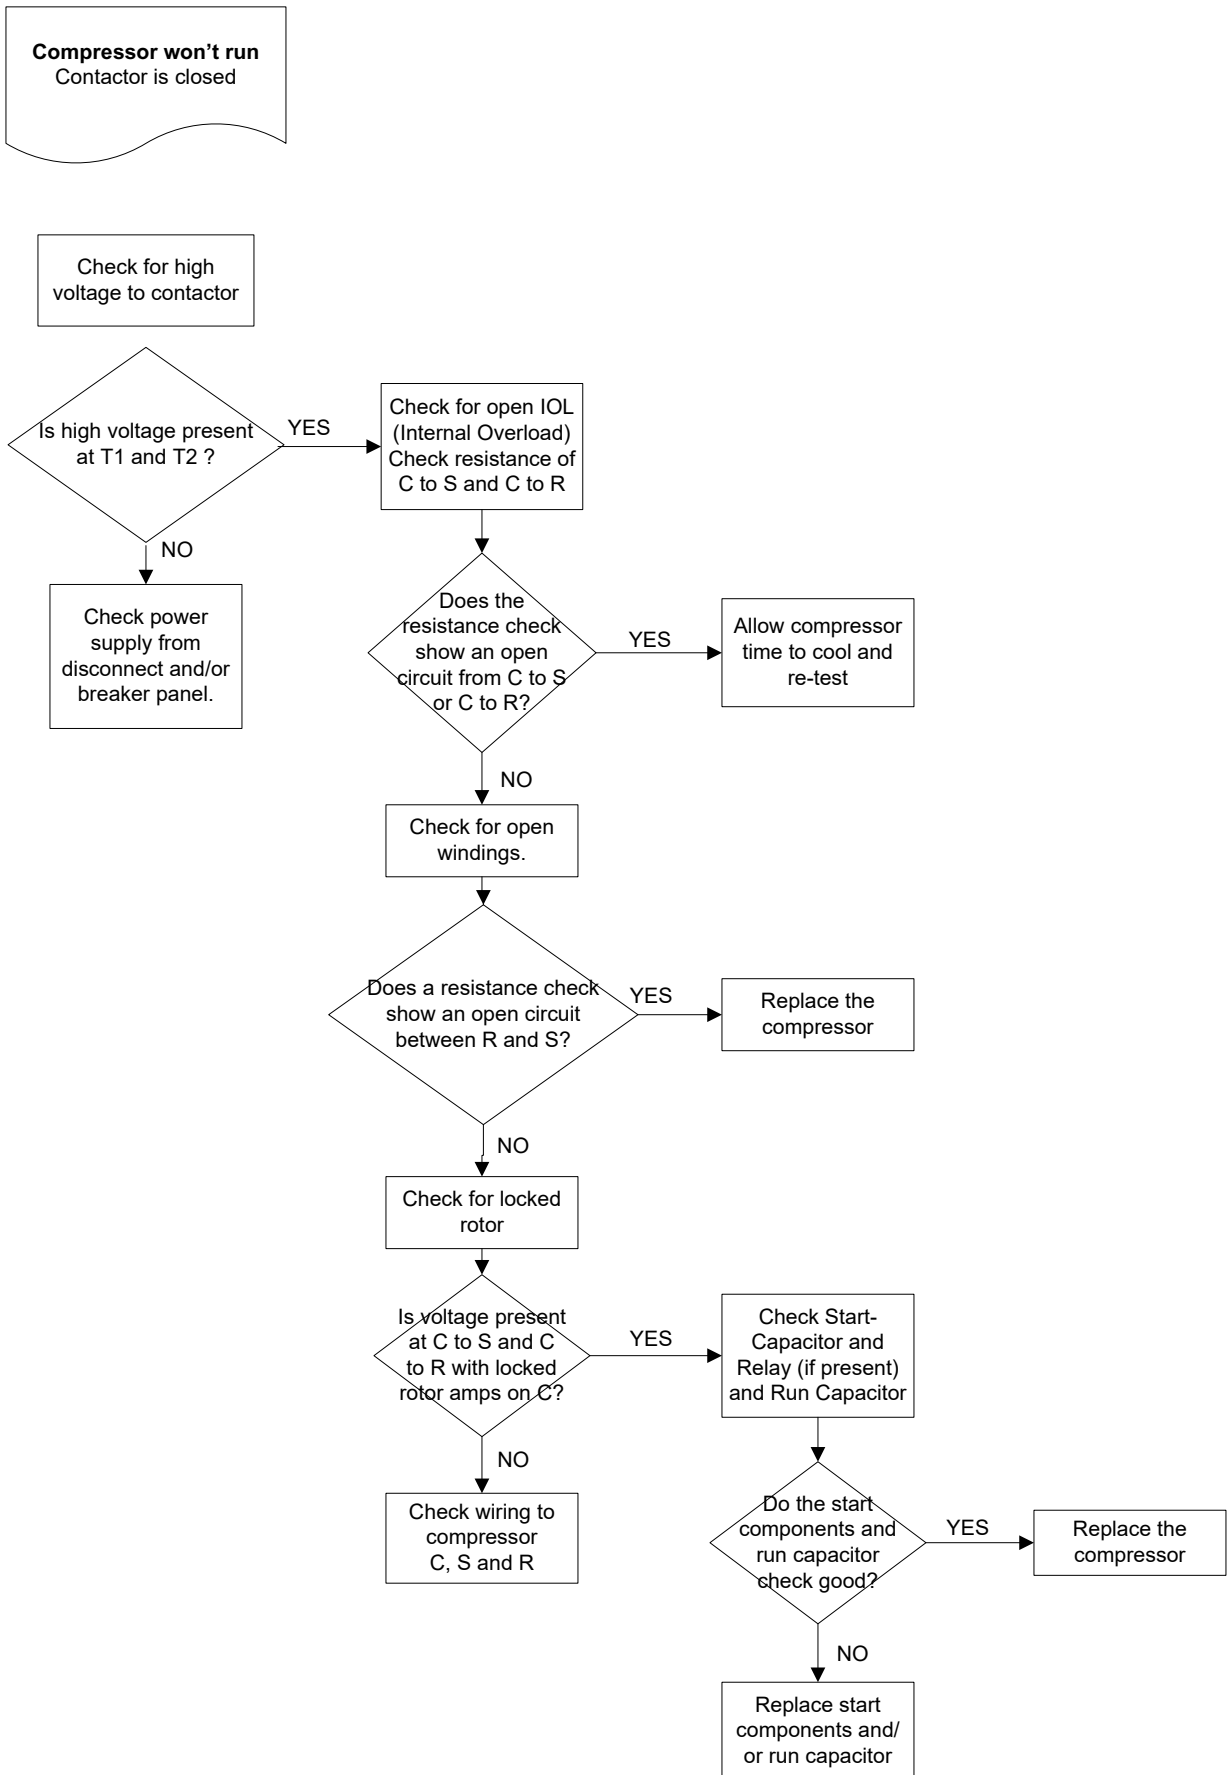 Compressor won’t run
Contactor is closed
Check for high
voltage to contactor
Is high voltage present
at T1 and T2 ?
YES
NO
Check power
supply from
disconnect and/or
breaker panel.
Check for open IOL
(Internal Overload)
Check resistance of
C to S and C to R
Does the
resistance check
show an open
circuit from C to S
or C to R?
YES
Allow compressor
time to cool and
re-test
NO
Check for open
windings.
Does a resistance check
show an open circuit
between R and S?
YES
Replace the
compressor
NO
Check for locked
rotor
Is voltage present
at C to S and C
to R with locked
rotor amps on C?
YES
NO
Check wiring to
compressor
C, S and R
Check Start-
Capacitor and
Relay (if present)
and Run Capacitor
Do the start
components and
run capacitor
check good?
YES
Replace the
compressor
NO
Replace start
components and/
or run capacitor